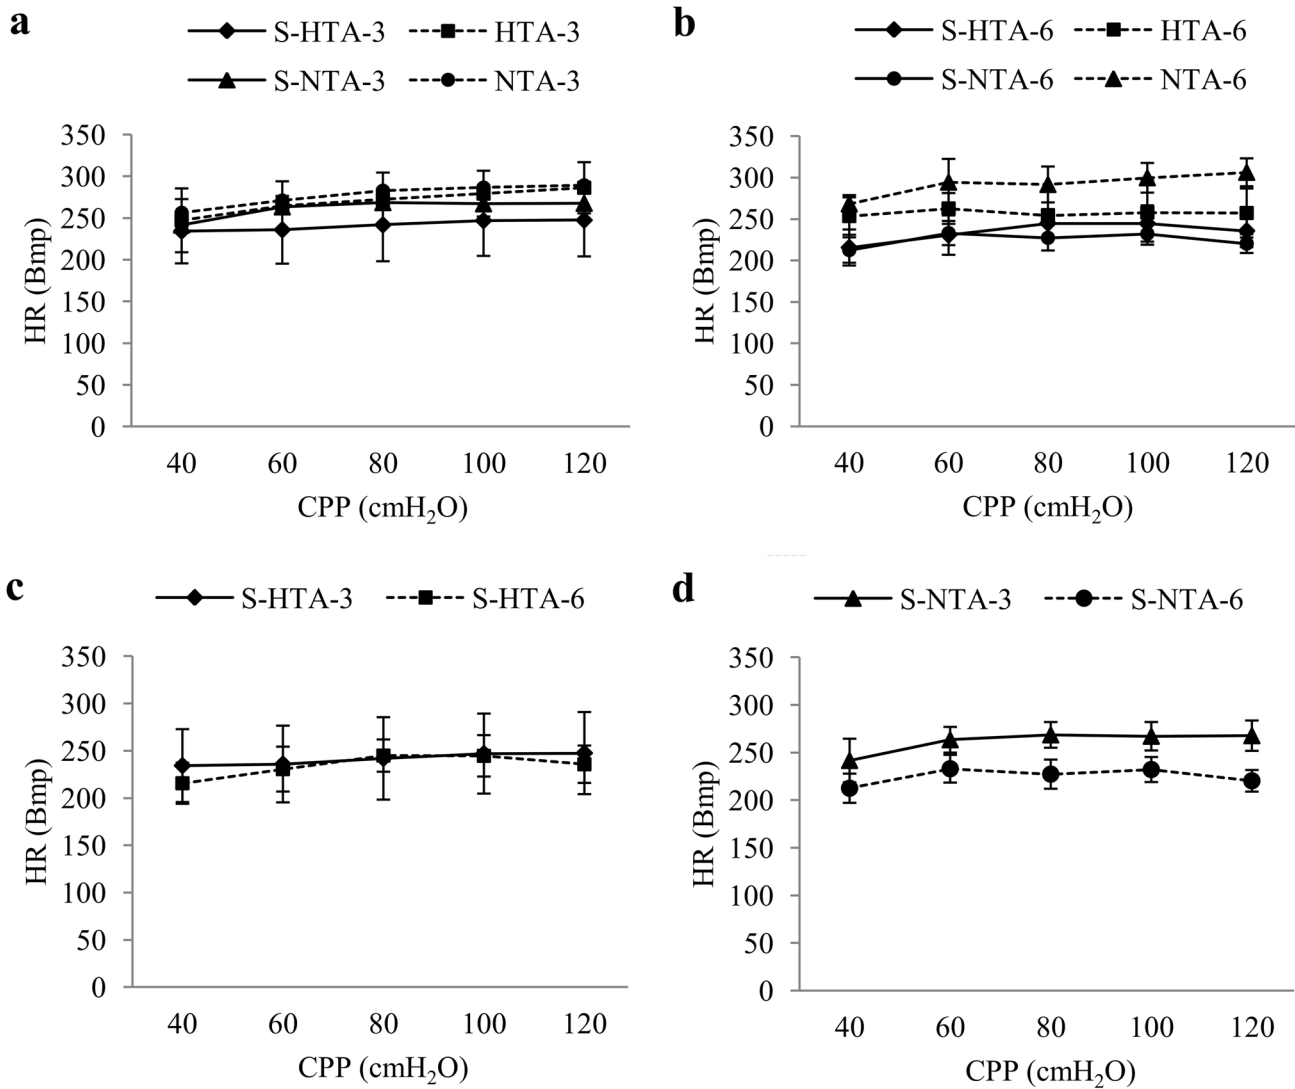 a
S-HTA-3 HTA-3
S-NTA-3 NTA-3
350
300
250
200
150
100
50
0
HR (Bmp)
40 60 80 100 120
CPP (cmH₂O)
b
S-HTA-6 HTA-6
S-NTA-6 NTA-6
350
300
250
200
150
100
50
0
HR (Bmp)
40 60 80 100 120
CPP (cmH₂O)
c
S-HTA-3 S-HTA-6
350
300
250
200
150
100
50
0
HR (Bmp)
40 60 80 100 120
CPP (cmH₂O)
d
S-NTA-3 S-NTA-6
350
300
250
200
150
100
50
0
HR (Bmp)
40 60 80 100 120
CPP (cmH₂O)